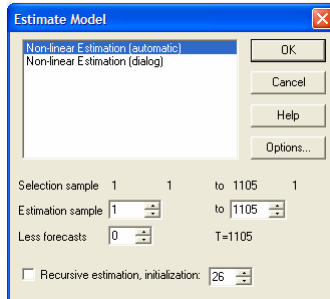 Estimate Model
Non-linear Estimation (automatic)
Non-linear Estimation (dialog)
OK
Cancel
Help
Options...
Selection sample 1 1 to 1105 1
Estimation sample 1 to 1105
Less forecasts 0 T=1105
Recursive estimation, initialization: 26